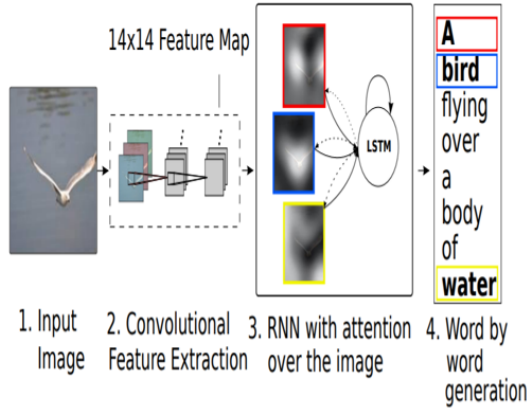 14x14 Feature Map
LSTM
A
bird
flying
over
a
body
of
water
1. Input
Image
2. Convolutional
Feature Extraction
3. RNN with attention
over the image
4. Word by
word
generation